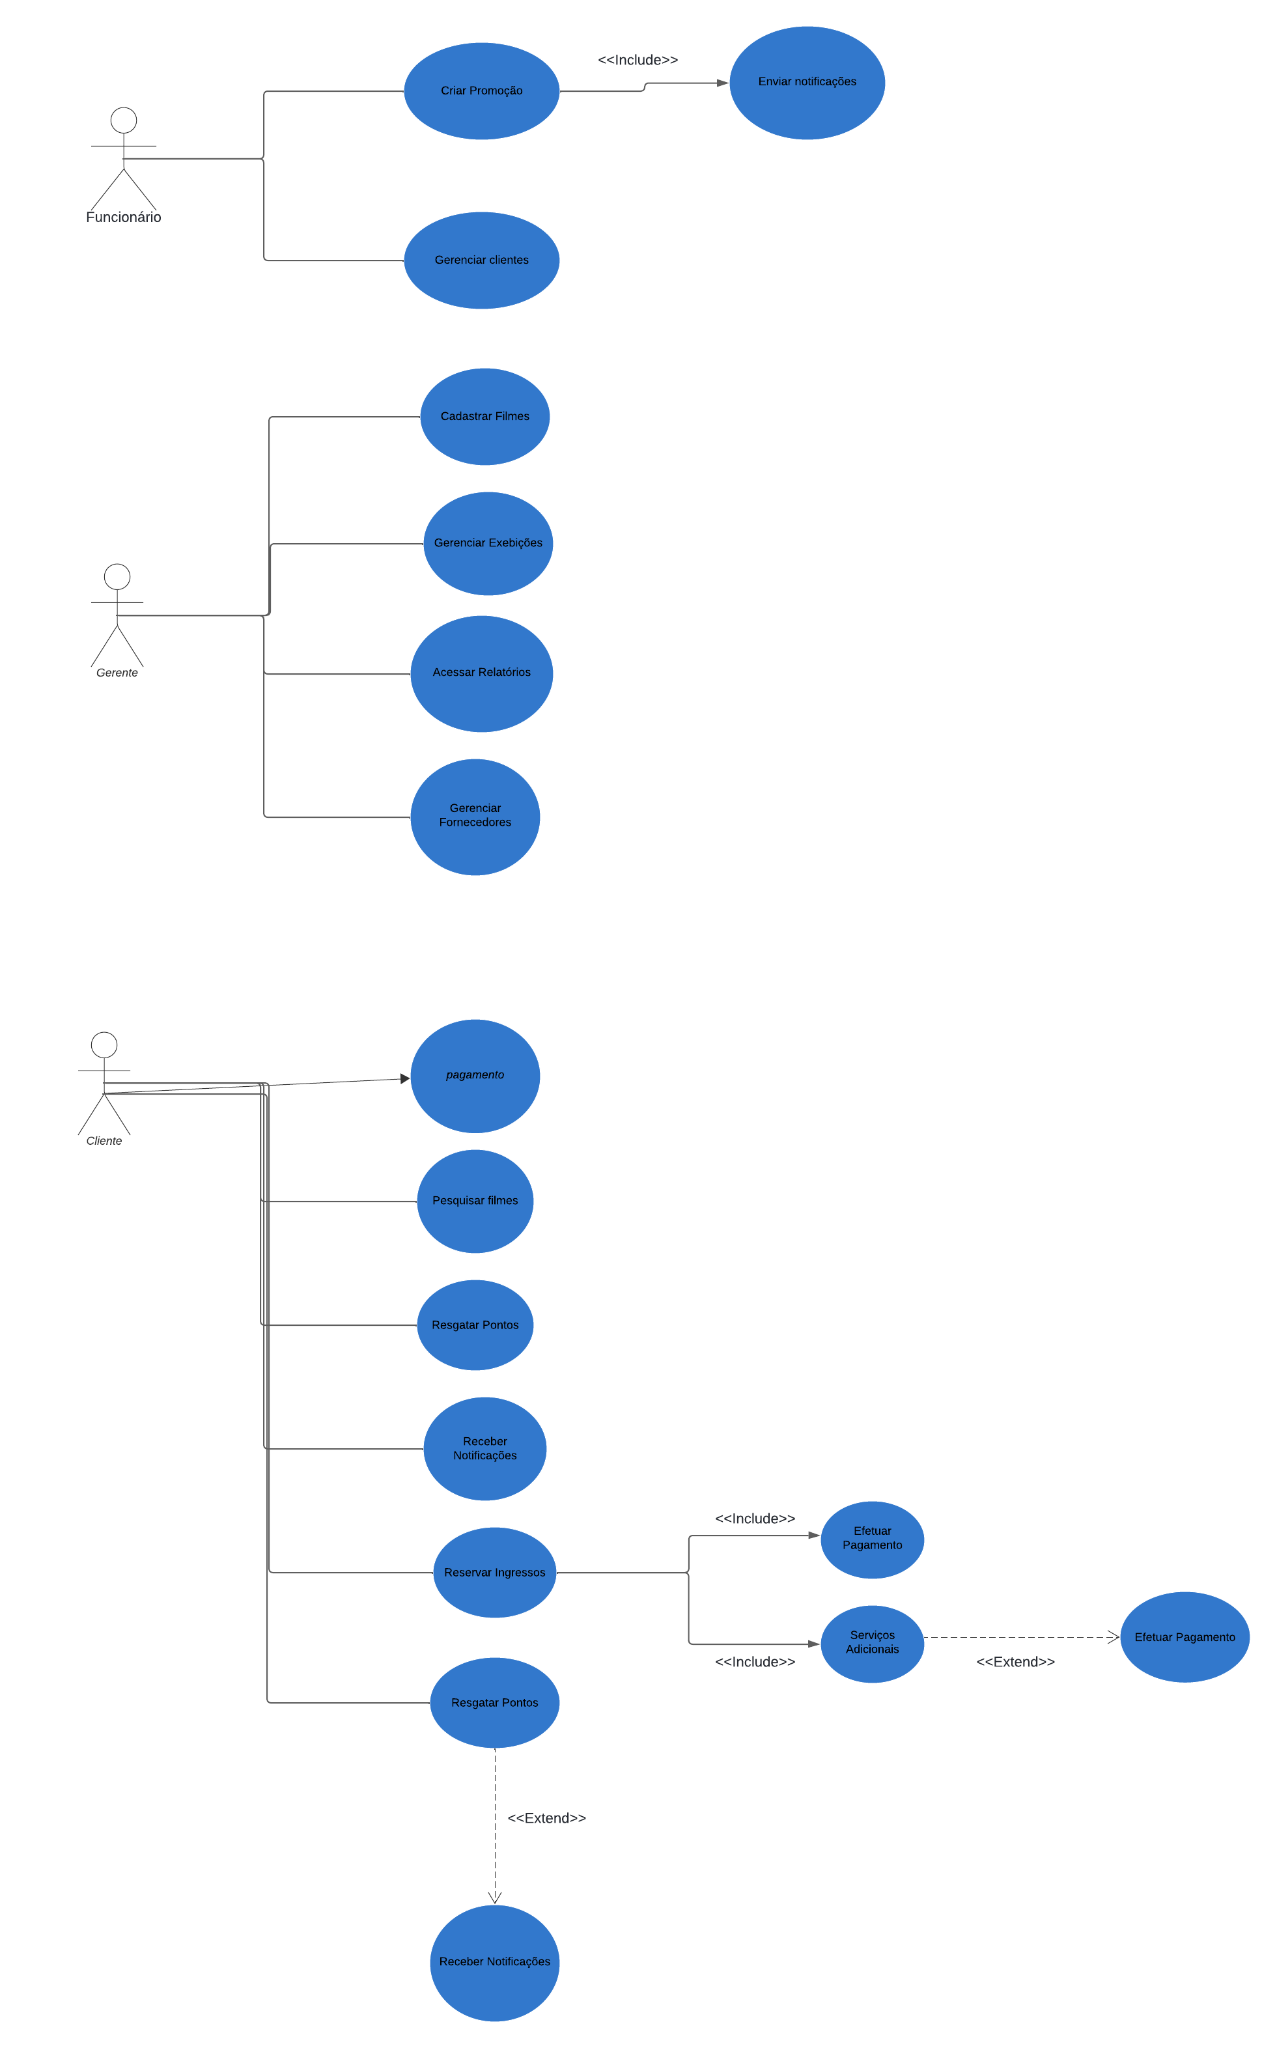 <<Include>>
Enviar notificações
Criar Promoção
Funcionário
Gerenciar clientes
Cadastrar Filmes
Gerenciar Exebições
Gerente
Acessar Relatórios
Gerenciar
Fornecedores
pagamento
Cliente
Pesquisar filmes
Resgatar Pontos
Receber
Notificações
<<Include>>
Efetuar
Pagamento
Reservar Ingressos
Serviços
Adicionais
Efetuar Pagamento
<<Include>>
<<Extend>>
Resgatar Pontos
<<Extend>>
Receber Notificações